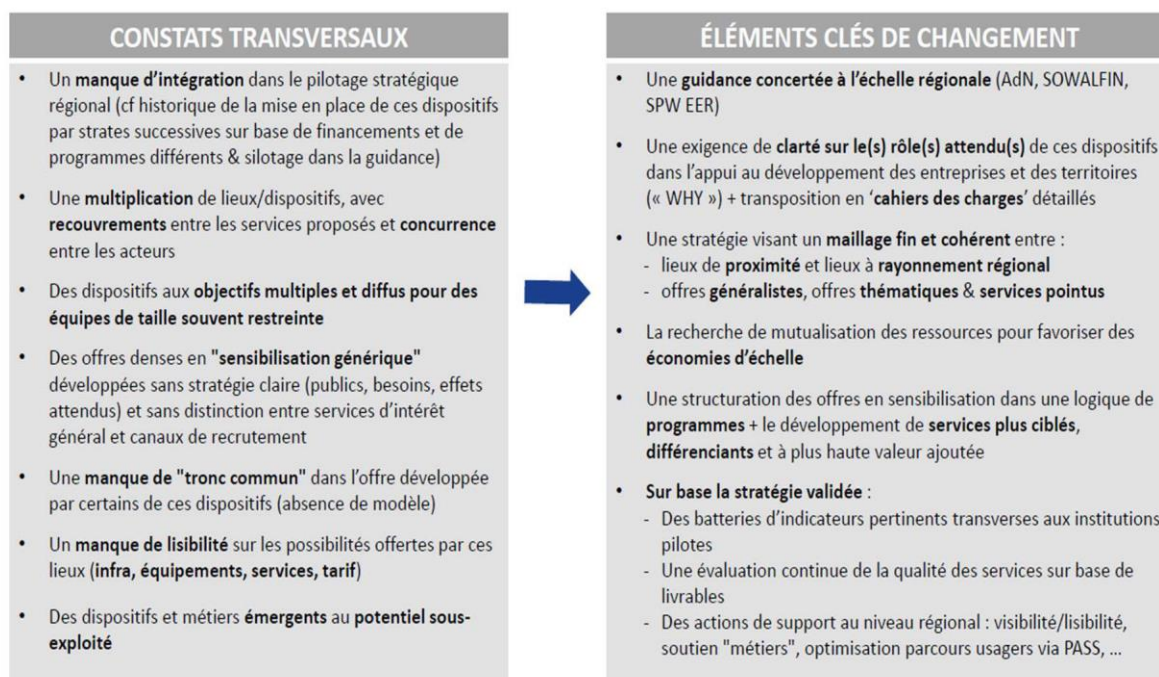 CONSTATS TRANSVERSAUX
• Un manque d'intégration dans le pilotage stratégique
régional (cf historique de la mise en place de ces dispositifs
par strates successives sur base de financements et de
programmes différents & silotage dans la guidance)
• Une multiplication de lieux/dispositifs, avec
recouvrements entre les services proposés et concurrence
entre les acteurs
• Des dispositifs aux objectifs multiples et diffus pour des
équipes de taille souvent restreinte
• Des offres denses en "sensibilisation générique"
développées sans stratégie claire (publics, besoins, effets
attendus) et sans distinction entre services d'intérêt
général et canaux de recrutement
• Une manque de "tronc commun" dans l'offre développée
par certains de ces dispositifs (absence de modèle)
• Un manque de lisibilité sur les possibilités offertes par ces
lieux (infra, équipements, services, tarif)
• Des dispositifs et métiers émergents au potentiel sous-
exploité
ÉLÉMENTS CLÉS DE CHANGEMENT
• Une guidance concertée à l'échelle régionale (AdN, SOWALFIN,
SPW EER)
• Une exigence de clarté sur le(s) rôle(s) attendu(s) de ces dispositifs
dans l'appui au développement des entreprises et des territoires
(« WHY ») + transposition en 'cahiers des charges' détaillés
• Une stratégie visant un maillage fin et cohérent entre :
- lieux de proximité et lieux à rayonnement régional
- offres généralistes, offres thématiques & services pointus
• La recherche de mutualisation des ressources pour favoriser des
économies d'échelle
• Une structuration des offres en sensibilisation dans une logique de
programmes + le développement de services plus ciblés,
différenciants et à plus haute valeur ajoutée
• Sur base la stratégie validée :
- Des batteries d'indicateurs pertinents transverses aux institutions
pilotes
- Une évaluation continue de la qualité des services sur base de
livrables
- Des actions de support au niveau régional : visibilité/lisibilité,
soutien "métiers", optimisation parcours usagers via PASS, ...